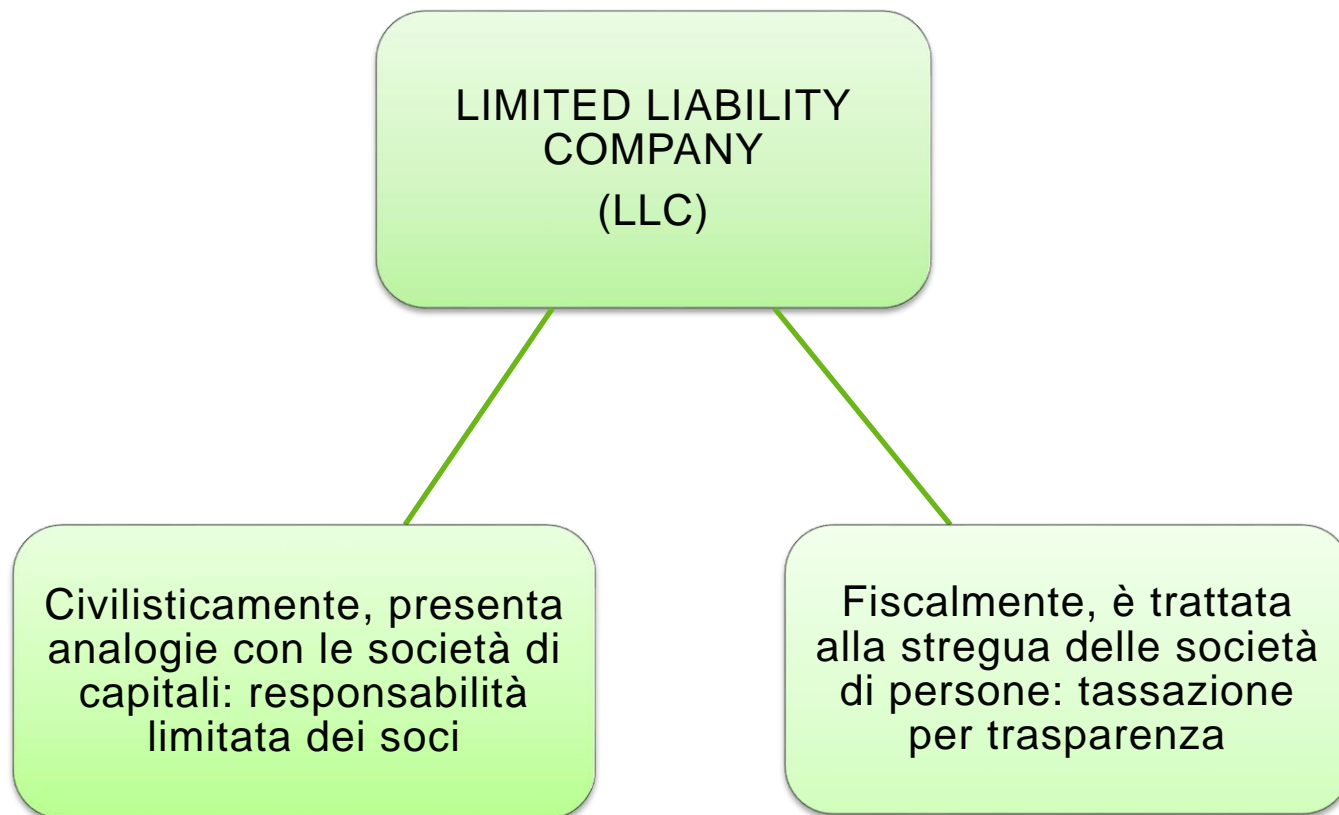 LIMITED LIABILITY
COMPANY
(LLC)
Civilisticamente, presenta
analogie con le società di
capitali: responsabilità
limitata dei soci
Fiscalmente, è trattata
alla stregua delle società
di persone: tassazione
per trasparenza